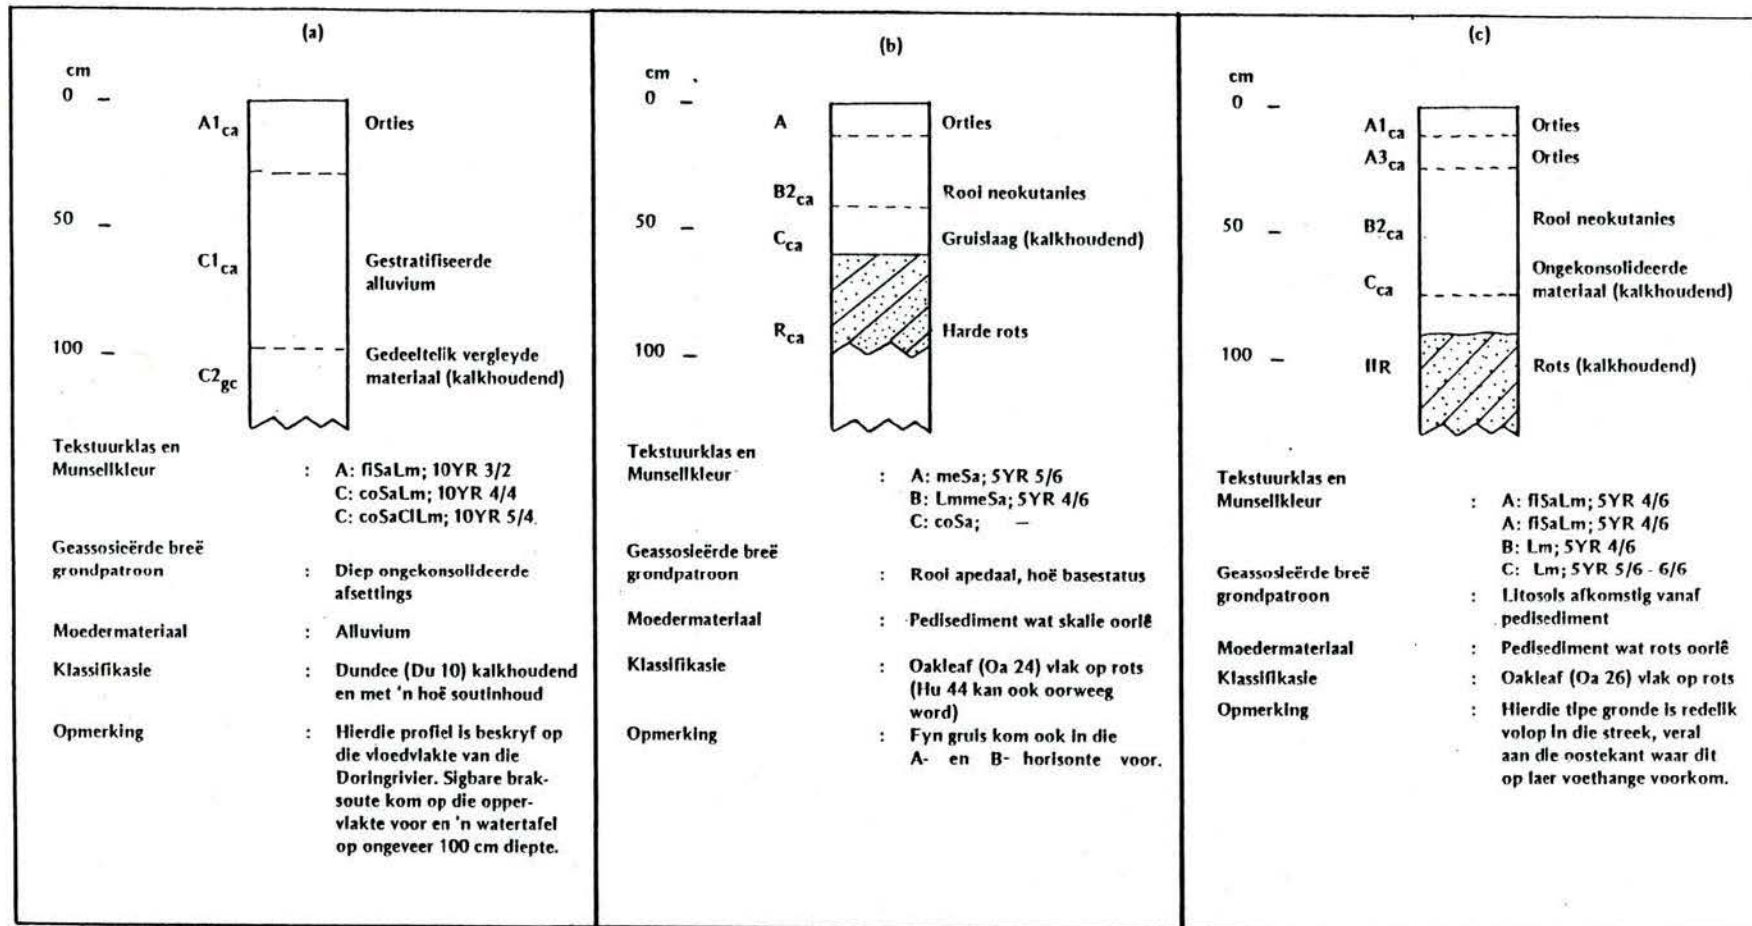 (a)
cm
0 –
A1ca Orties
50 –
C1ca Gestratifiseerde
alluvium
100 –
Gedeeltelik vergleyde
C2gc materiaal (kalkhoudend)
Tekstuurklas en
Munsellkleur : A: fiSaLm; 10YR 3/2
C: coSaLm; 10YR 4/4
C: coSaClLm; 10YR 5/4
Geassosieërde breë
grondpatroon : Diep ongekonsolideerde
afsettings
Moedermateriaal : Alluvium
Klassifikasie : Dundee (Du 10) kalkhoudend
en met 'n hoë soutinhoud
Opmerking : Hierdie profiel is beskryf op
die vloedvlakte van die
Doringrivier. Sigbare brak-
soute kom op die opper-
vlakte voor en 'n watertafel
op ongeveer 100 cm diepte.
(b)
cm
0 –
A Orties
B2ca Rooi neokutanies
50 –
Cca Gruislaag (kalkhoudend)
Rca Harde rots
100 –
Tekstuurklas en
Munsellkleur : A: meSa; 5YR 5/6
B: LmmeSa; 5YR 4/6
C: coSa; –
Geassosieërde breë
grondpatroon : Rooi apedaal, hoë basestatus
Moedermateriaal : Pedisediment wat skalie oorlê
Klassifikasie : Oakleaf (Oa 24) vlak op rots
(Hu 44 kan ook oorweeg
word)
Opmerking : Fyn gruis kom ook in die
A- en B- horisonte voor.
(c)
cm
0 –
A1ca Orties
A3ca Orties
50 –
B2ca Rooi neokutanies
Cca Ongekonsolideerde
materiaal (kalkhoudend)
100 –
IIR Rots (kalkhoudend)
Tekstuurklas en
Munsellkleur : A: fiSaLm; 5YR 4/6
A: fiSaLm; 5YR 4/6
B: Lm; 5YR 4/6
C: Lm; 5YR 5/6 - 6/6
Geassosieërde breë
grondpatroon : Litosols afkomstig vanaf
pedisediment
Moedermateriaal : Pedisediment wat rots oorlê
Klassifikasie : Oakleaf (Oa 26) vlak op rots
Opmerking : Hierdie tipe gronde is redelik
volop in die streek, veral
aan die oostekant waar dit
op laer voethange voorkom.